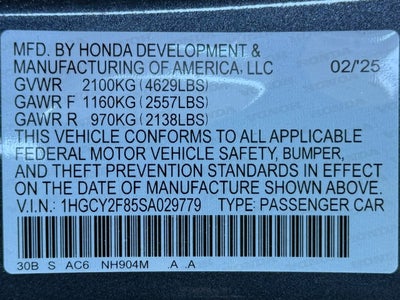 MFD. BY HONDA DEVELOPMENT &
MANUFACTURING OF AMERICA, LLC 02/'25
GVWR 2100KG (4629LBS)
GAWR F 1160KG (2557LBS)
GAWR R 970KG (2138LBS)
THIS VEHICLE CONFORMS TO ALL APPLICABLE
FEDERAL MOTOR VEHICLE SAFETY, BUMPER,
AND THEFT PREVENTION STANDARDS IN EFFECT
ON THE DATE OF MANUFACTURE SHOWN ABOVE.
V.I.N.: 1HGCY2F85SA029779 TYPE: PASSENGER CAR
30B S AC6 NH904M .A .A